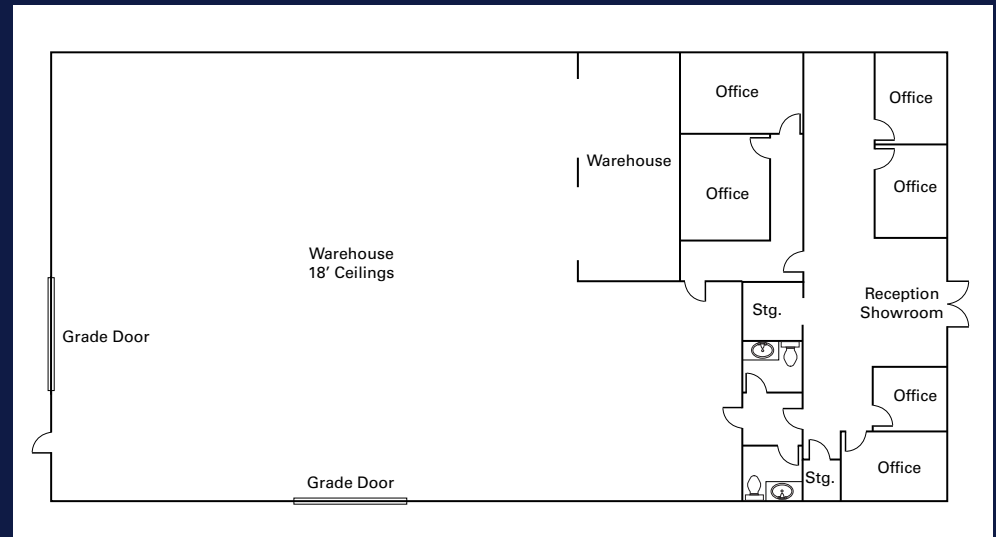 Office
Office
Warehouse
Office
Office
Warehouse
18’ Ceilings
Reception
Showroom
Stg.
Grade Door
Office
Office
Stg.
Grade Door